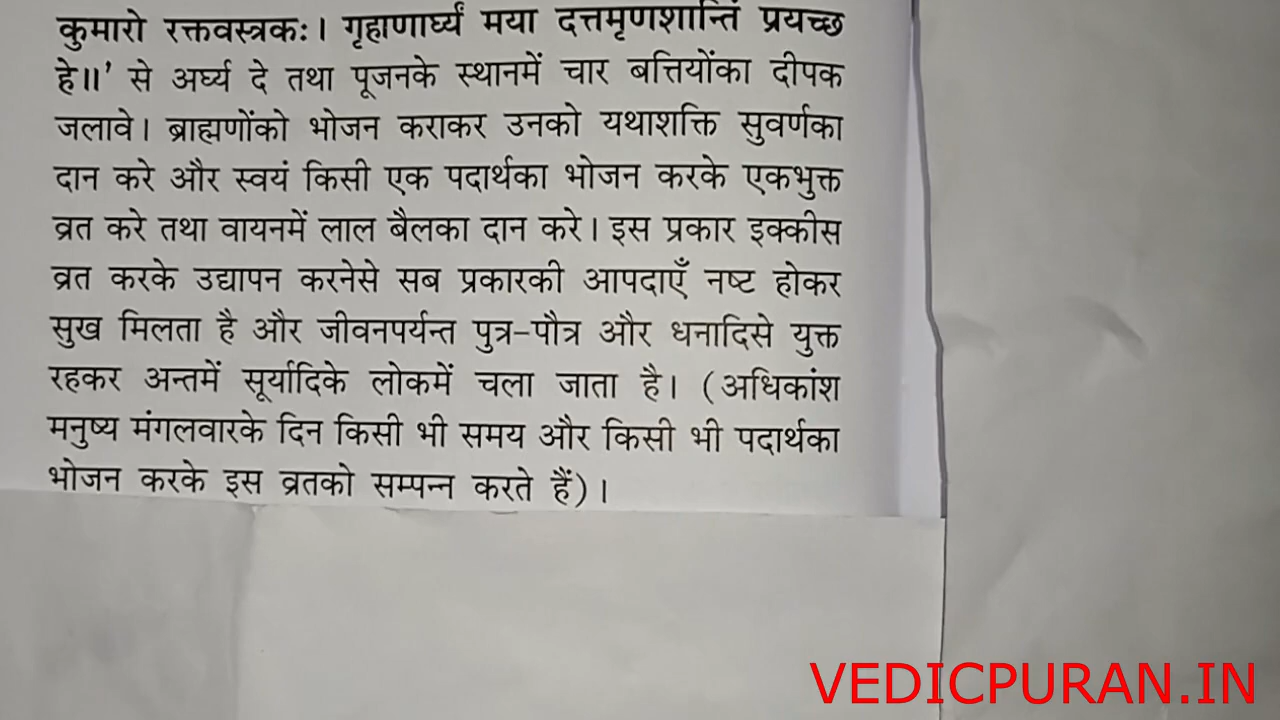 कुमारो रक्तवस्त्रकः। गृहाणार्घ्यं मया दत्तमृणशान्तिं प्रयच्छ
हे॥’ से अर्घ्य दे तथा पूजनके स्थानमें चार बत्तियोंका दीपक
जलावे। ब्राह्मणोंको भोजन कराकर उनको यथाशक्ति सुवर्णका
दान करे और स्वयं किसी एक पदार्थका भोजन करके एकभुक्त
व्रत करे तथा वायनमें लाल बैलका दान करे। इस प्रकार इक्कीस
व्रत करके उद्यापन करनेसे सब प्रकारकी आपदाएँ नष्ट होकर
सुख मिलता है और जीवनपर्यन्त पुत्र-पौत्र और धनादिसे युक्त
रहकर अन्तमें सूर्यादिके लोकमें चला जाता है। (अधिकांश
मनुष्य मंगलवारके दिन किसी भी समय और किसी भी पदार्थका
भोजन करके इस व्रतको सम्पन्न करते हैं)।
VEDICPURAN.IN